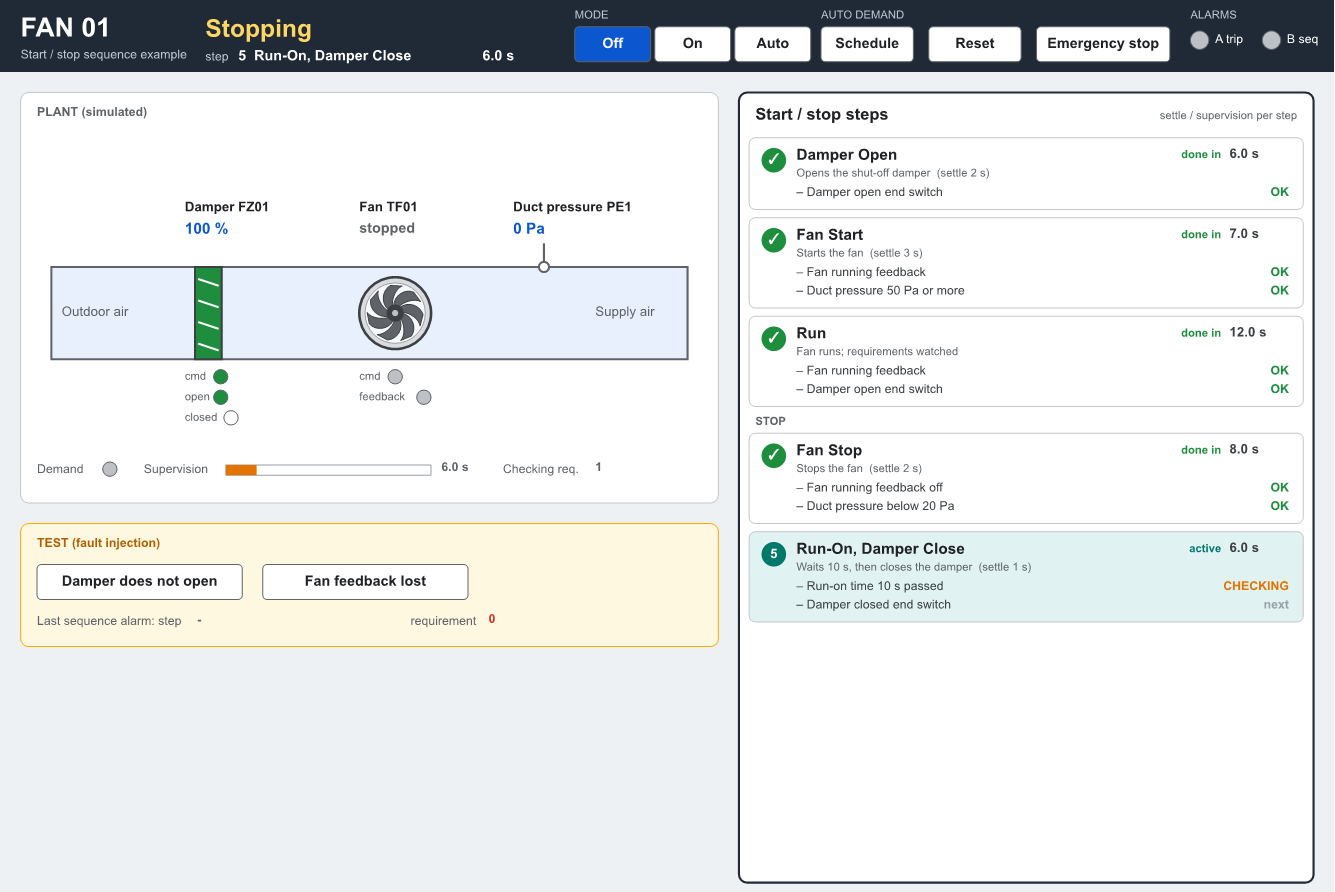 FAN 01
Start / stop sequence example
Stopping
step 5 Run-On, Damper Close 6.0 s
MODE
Off On Auto
AUTO DEMAND
Schedule Reset Emergency stop
ALARMS
A trip B seq
PLANT (simulated)
Damper FZ01
100 %
Fan TF01
stopped
Duct pressure PE1
0 Pa
Outdoor air
Supply air
cmd
open
closed
cmd
feedback
Demand Supervision 6.0 s Checking req. 1
TEST (fault injection)
Damper does not open Fan feedback lost
Last sequence alarm: step - requirement 0
Start / stop steps settle / supervision per step
✓ Damper Open done in 6.0 s
Opens the shut-off damper (settle 2 s)
– Damper open end switch OK
✓ Fan Start done in 7.0 s
Starts the fan (settle 3 s)
– Fan running feedback OK
– Duct pressure 50 Pa or more OK
✓ Run done in 12.0 s
Fan runs; requirements watched
– Fan running feedback OK
– Damper open end switch OK
STOP
✓ Fan Stop done in 8.0 s
Stops the fan (settle 2 s)
– Fan running feedback off OK
– Duct pressure below 20 Pa OK
5 Run-On, Damper Close active 6.0 s
Waits 10 s, then closes the damper (settle 1 s)
– Run-on time 10 s passed CHECKING
– Damper closed end switch next